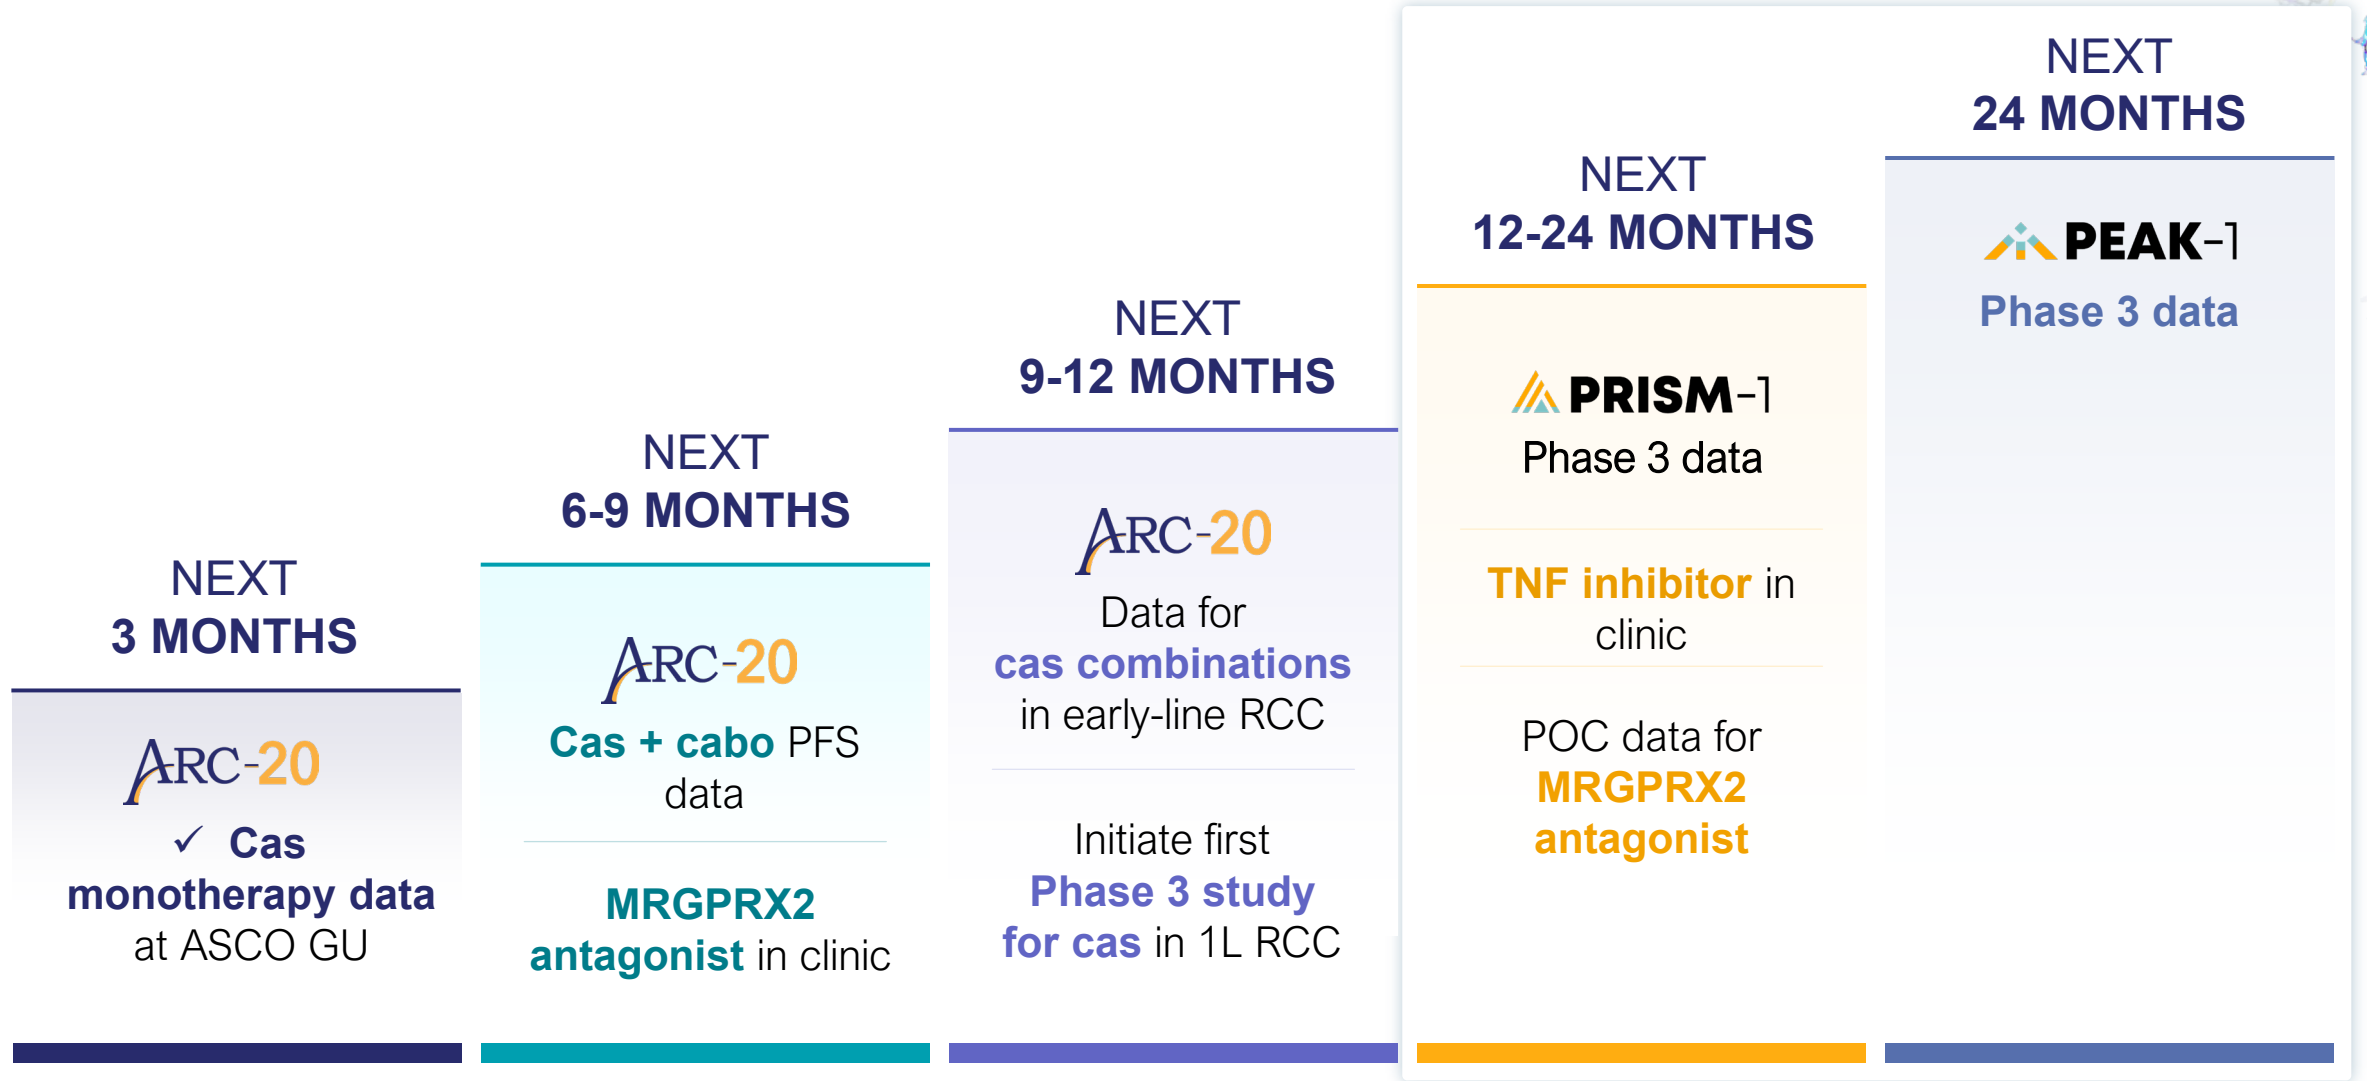 NEXT
3 MONTHS
ARC-20
✓ Cas
monotherapy data
at ASCO GU
NEXT
6-9 MONTHS
ARC-20
Cas + cabo PFS
data
MRGPRX2
antagonist in clinic
NEXT
9-12 MONTHS
ARC-20
Data for
cas combinations
in early-line RCC
Initiate first
Phase 3 study
for cas in 1L RCC
NEXT
12-24 MONTHS
PRISM-1
Phase 3 data
TNF inhibitor in
clinic
POC data for
MRGPRX2
antagonist
NEXT
24 MONTHS
PEAK-1
Phase 3 data